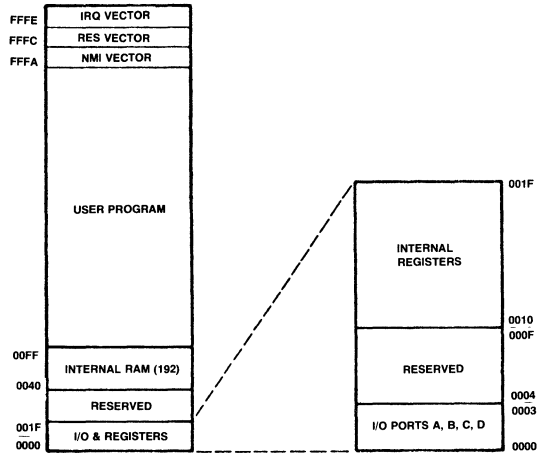 FFFE IRQ VECTOR
FFFC RES VECTOR
FFFA NMI VECTOR
USER PROGRAM
00FF
INTERNAL RAM (192)
0040
RESERVED
001F
I/O & REGISTERS
0000
001F
INTERNAL
REGISTERS
0010
000F
RESERVED
0004
0003
I/O PORTS A, B, C, D
0000